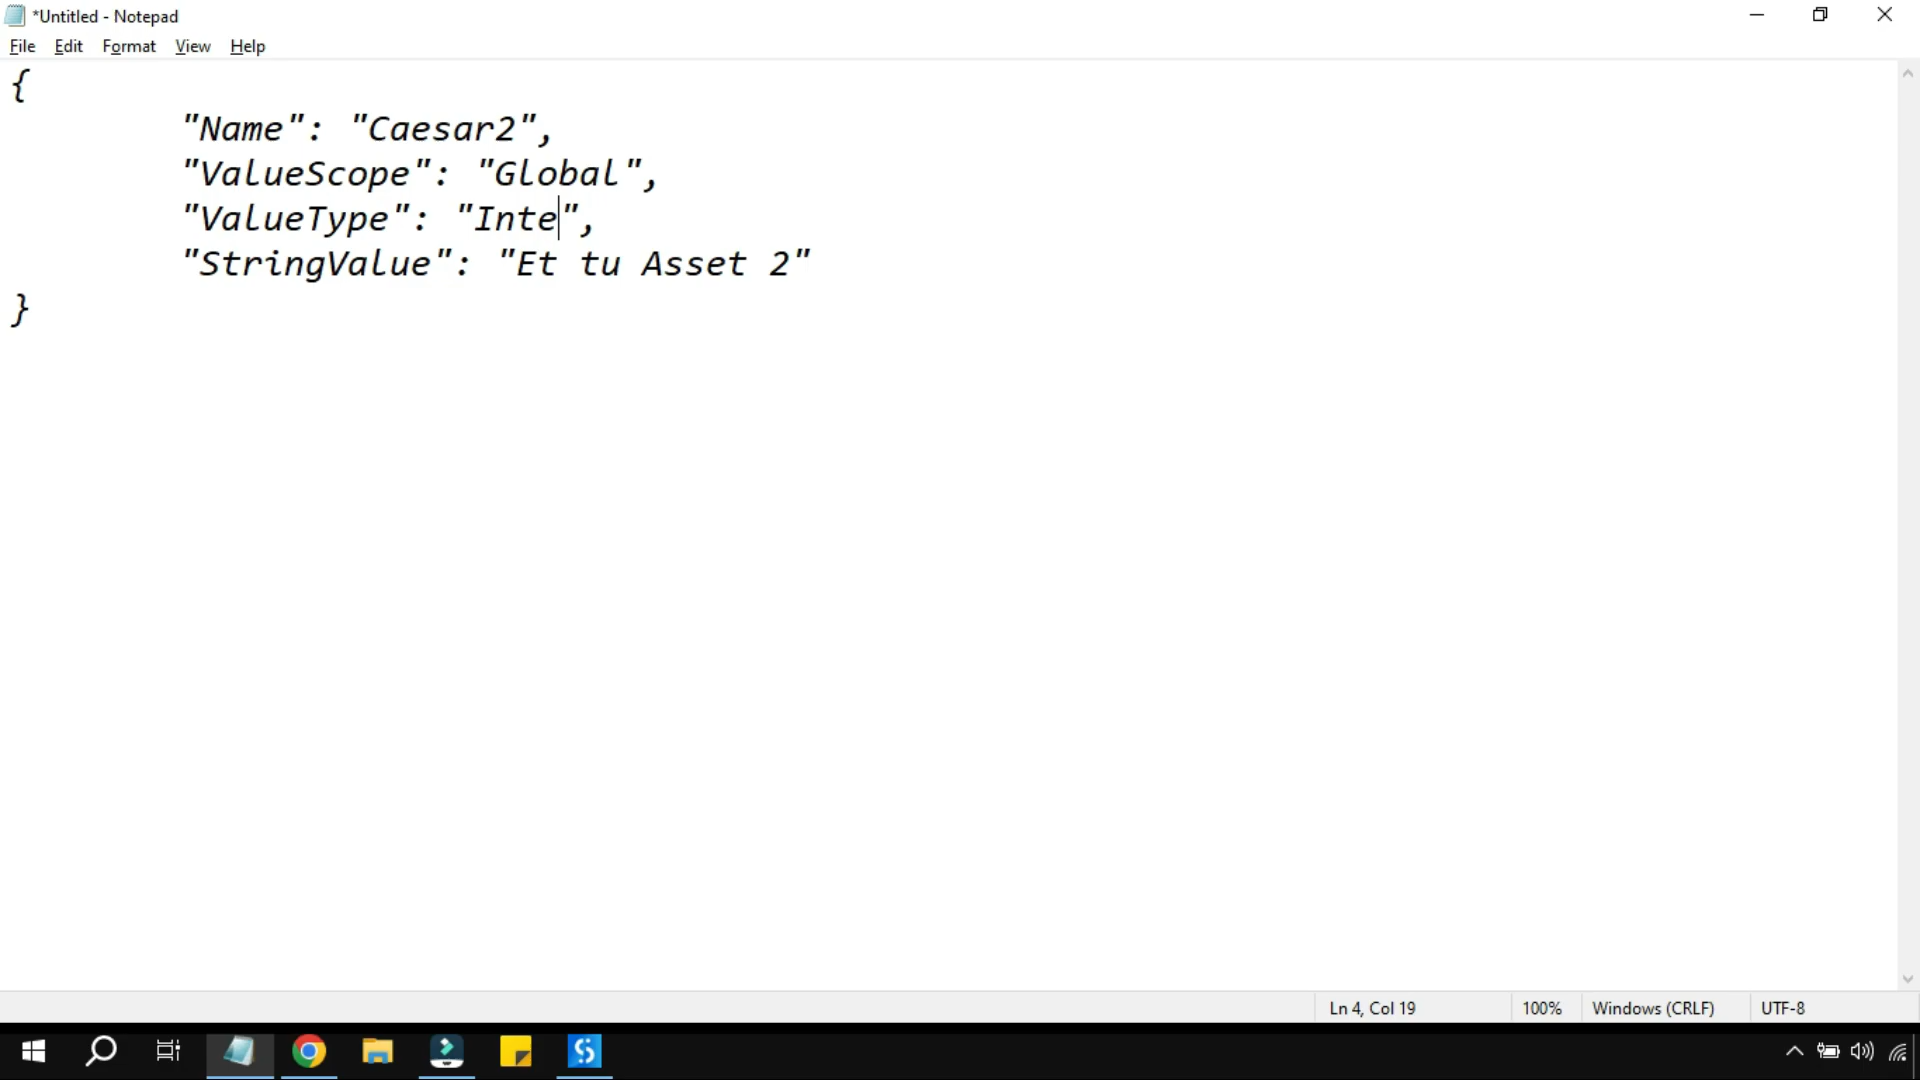 *Untitled - Notepad
File Edit Format View Help
{
"Name": "Caesar2",
"ValueScope": "Global",
"ValueType": "Inte",
"StringValue": "Et tu Asset 2"
}
Ln 4, Col 19 100% Windows (CRLF) UTF-8